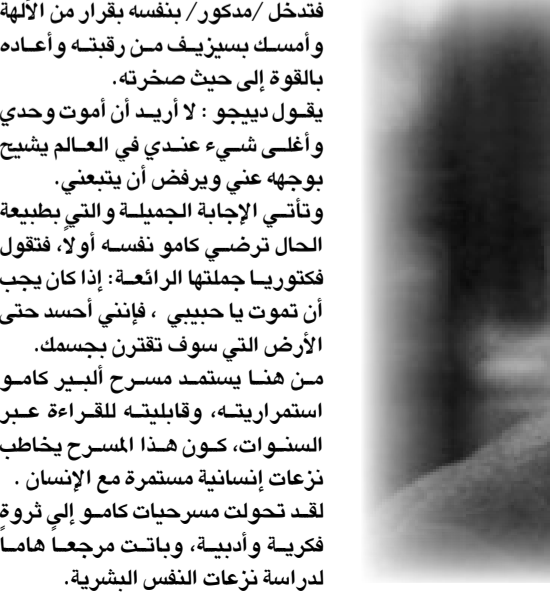 فتدخل /مدكور/ بنفسه بقرار من الآلهة
وأمسك بسيزيف من رقبته وأعاده
بالقوة إلى حيث صخرته.
يقول دييجو : لا أريد أن أموت وحدي
وأغلى شيء عندي في العالم يشيح
بوجهه عني ويرفض أن يتبعني.
وتأتي الإجابة الجميلة والتي بطبيعة
الحال ترضي كامو نفسه أولاً، فتقول
فكتوريا جملتها الرائعة: إذا كان يجب
أن تموت يا حبيبي ، فإنني أحسد حتى
الأرض التي سوف تقترن بجسمك.
من هنا يستمد مسرح ألبير كامو
استمراريته، وقابليته للقراءة عبر
السنوات، كون هذا المسرح يخاطب
نزعات إنسانية مستمرة مع الإنسان .
لقد تحولت مسرحيات كامو إلى ثروة
فكرية وأدبية، وباتت مرجعاً هاماً
لدراسة نزعات النفس البشرية.